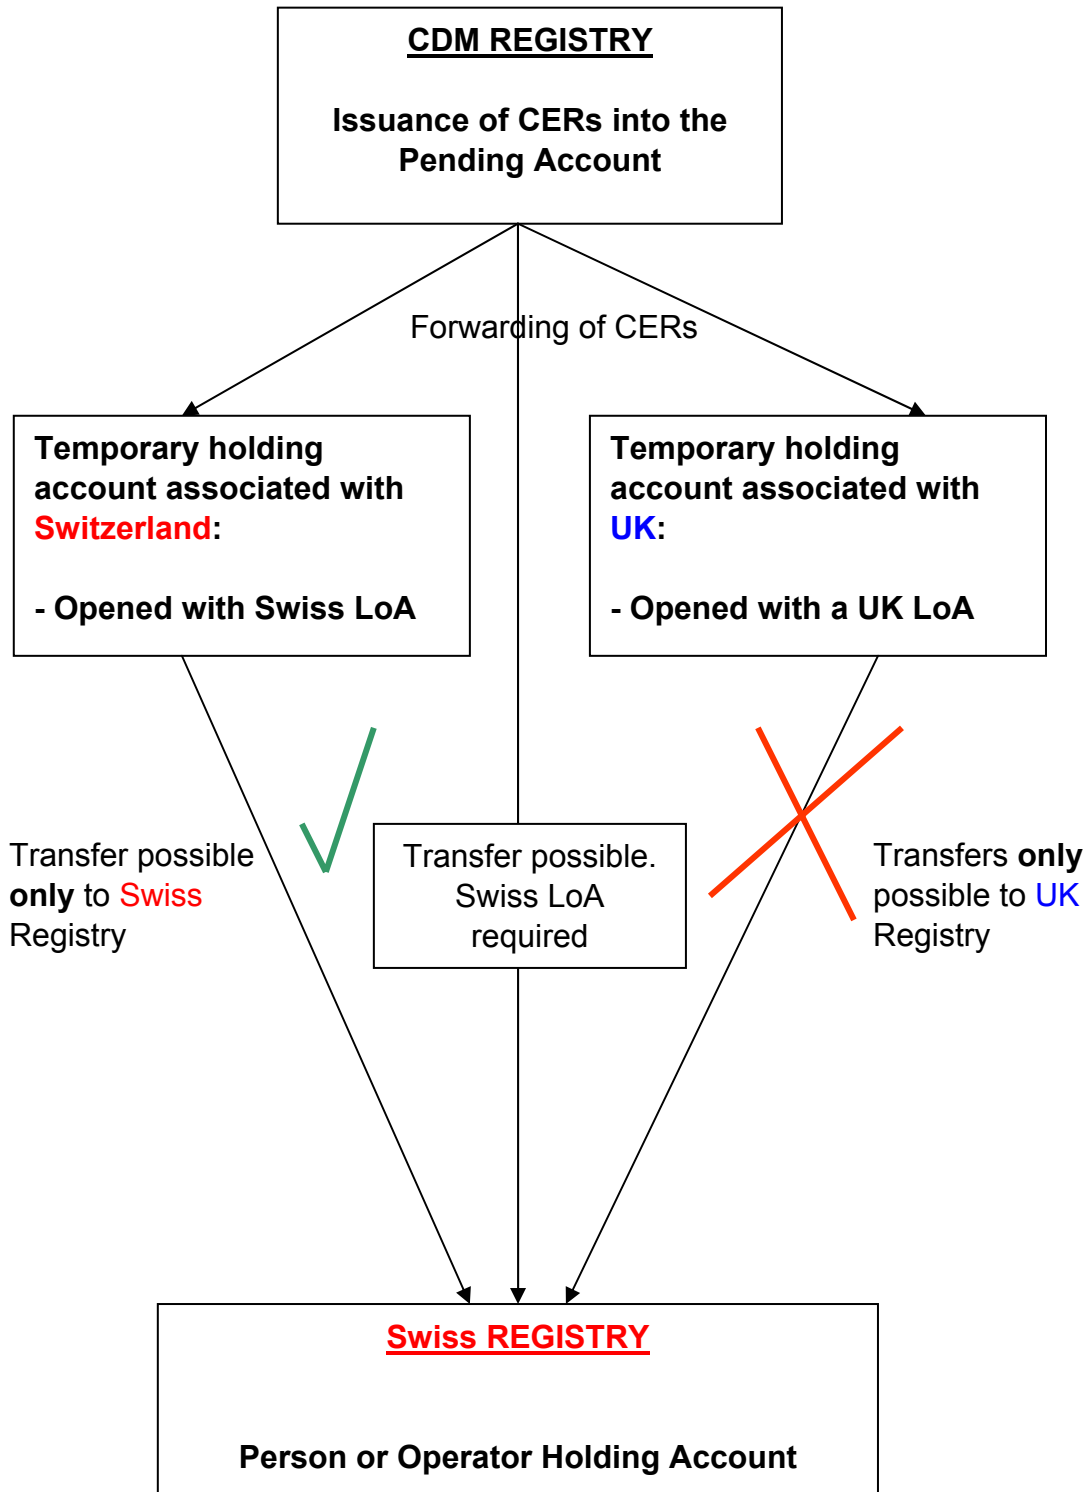 CDM REGISTRY
Issuance of CERs into the
Pending Account
Forwarding of CERs
Temporary holding
account associated with
Switzerland:
- Opened with Swiss LoA
Temporary holding
account associated with
UK:
- Opened with a UK LoA
Transfer possible
only to Swiss
Registry
Transfer possible.
Swiss LoA
required
Transfers only
possible to UK
Registry
Swiss REGISTRY
Person or Operator Holding Account